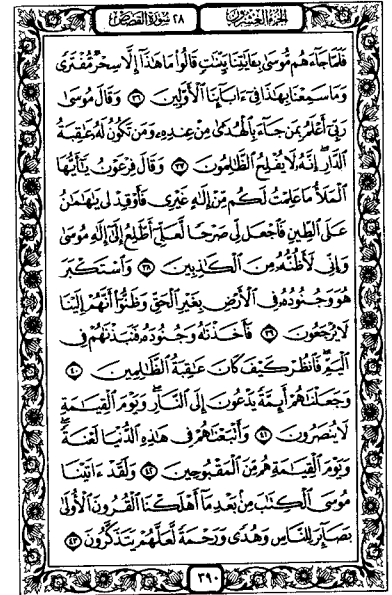 الجزء العشرون ٢٨ سورة القصص
فَلَمَّا جَآءَهُم مُّوسَىٰ بِـَٔايَٰتِنَا بَيِّنَٰتٍ قَالُوا۟ مَا هَٰذَآ إِلَّا سِحْرٌ مُّفْتَرًى
وَمَا سَمِعْنَا بِهَٰذَا فِىٓ ءَابَآئِنَا ٱلْأَوَّلِينَ ٣٦ وَقَالَ مُوسَىٰ
رَبِّىٓ أَعْلَمُ بِمَن جَآءَ بِٱلْهُدَىٰ مِنْ عِندِهِۦ وَمَن تَكُونُ لَهُۥ عَٰقِبَةُ
ٱلدَّارِ ۖ إِنَّهُۥ لَا يُفْلِحُ ٱلظَّٰلِمُونَ ٣٧ وَقَالَ فِرْعَوْنُ يَٰٓأَيُّهَا
ٱلْمَلَأُ مَا عَلِمْتُ لَكُم مِّنْ إِلَٰهٍ غَيْرِى فَأَوْقِدْ لِى يَٰهَٰمَٰنُ
عَلَى ٱلطِّينِ فَٱجْعَل لِّى صَرْحًا لَّعَلِّىٓ أَطَّلِعُ إِلَىٰٓ إِلَٰهِ مُوسَىٰ
وَإِنِّى لَأَظُنُّهُۥ مِنَ ٱلْكَٰذِبِينَ ٣٨ وَٱسْتَكْبَرَ
هُوَ وَجُنُودُهُۥ فِى ٱلْأَرْضِ بِغَيْرِ ٱلْحَقِّ وَظَنُّوٓا۟ أَنَّهُمْ إِلَيْنَا
لَا يُرْجَعُونَ ٣٩ فَأَخَذْنَٰهُ وَجُنُودَهُۥ فَنَبَذْنَٰهُمْ فِى
ٱلْيَمِّ ۖ فَٱنظُرْ كَيْفَ كَانَ عَٰقِبَةُ ٱلظَّٰلِمِينَ ٤٠
وَجَعَلْنَٰهُمْ أَئِمَّةً يَدْعُونَ إِلَى ٱلنَّارِ ۖ وَيَوْمَ ٱلْقِيَٰمَةِ
لَا يُنصَرُونَ ٤١ وَأَتْبَعْنَٰهُمْ فِى هَٰذِهِ ٱلدُّنْيَا لَعْنَةً ۖ
وَيَوْمَ ٱلْقِيَٰمَةِ هُم مِّنَ ٱلْمَقْبُوحِينَ ٤٢ وَلَقَدْ ءَاتَيْنَا
مُوسَى ٱلْكِتَٰبَ مِنۢ بَعْدِ مَآ أَهْلَكْنَا ٱلْقُرُونَ ٱلْأُولَىٰ
بَصَآئِرَ لِلنَّاسِ وَهُدًى وَرَحْمَةً لَّعَلَّهُمْ يَتَذَكَّرُونَ ٤٣
٣٩٠